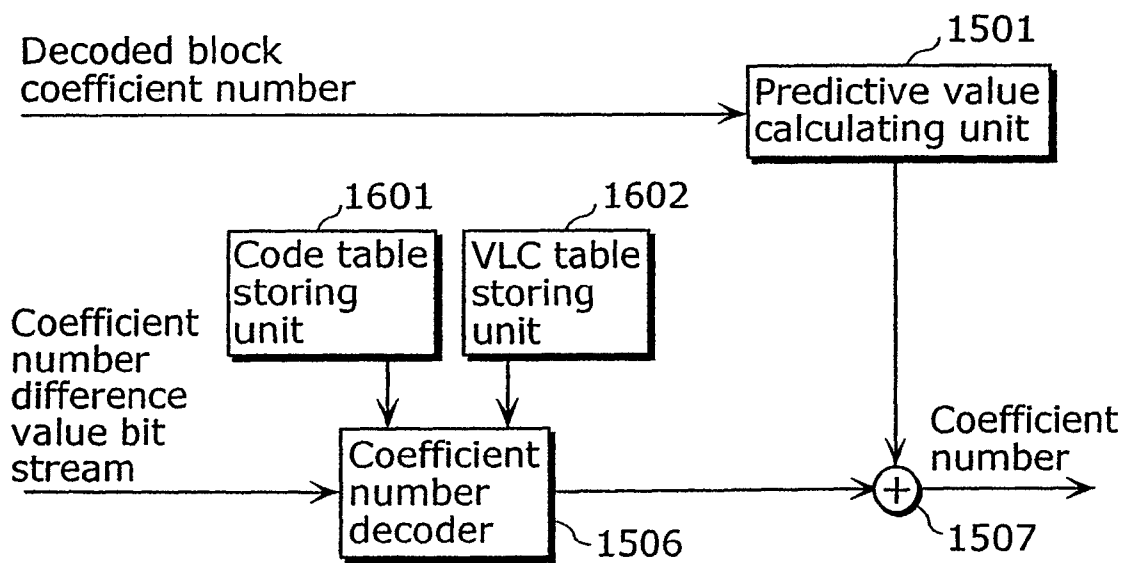 1501
Decoded block
coefficient number
Predictive value
calculating unit
1601
1602
Code table
storing
unit
VLC table
storing
unit
Coefficient
number
difference
value bit
stream
Coefficient
number
decoder
1506
+
Coefficient
number
1507